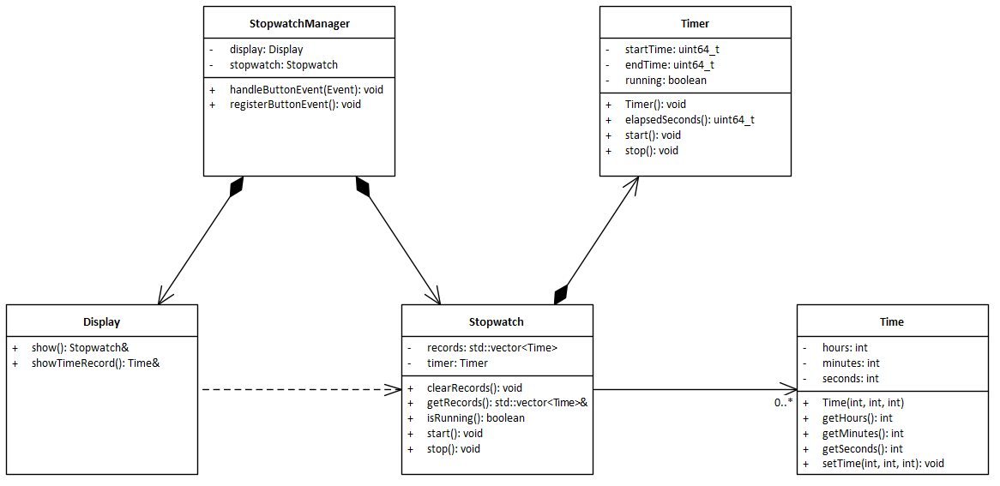 StopwatchManager
- display: Display
- stopwatch: Stopwatch
+ handleButtonEvent(Event): void
+ registerButtonEvent(): void
Timer
- startTime: uint64_t
- endTime: uint64_t
- running: boolean
+ Timer(): void
+ elapsedSeconds(): uint64_t
+ start(): void
+ stop(): void
Display
+ show(): Stopwatch&
+ showTimeRecord(): Time&
Stopwatch
- records: std::vector<Time>
- timer: Timer
+ clearRecords(): void
+ getRecords(): std::vector<Time>&
+ isRunning(): boolean
+ start(): void
+ stop(): void
0..*
Time
- hours: int
- minutes: int
- seconds: int
+ Time(int, int, int)
+ getHours(): int
+ getMinutes(): int
+ getSeconds(): int
+ setTime(int, int, int): void